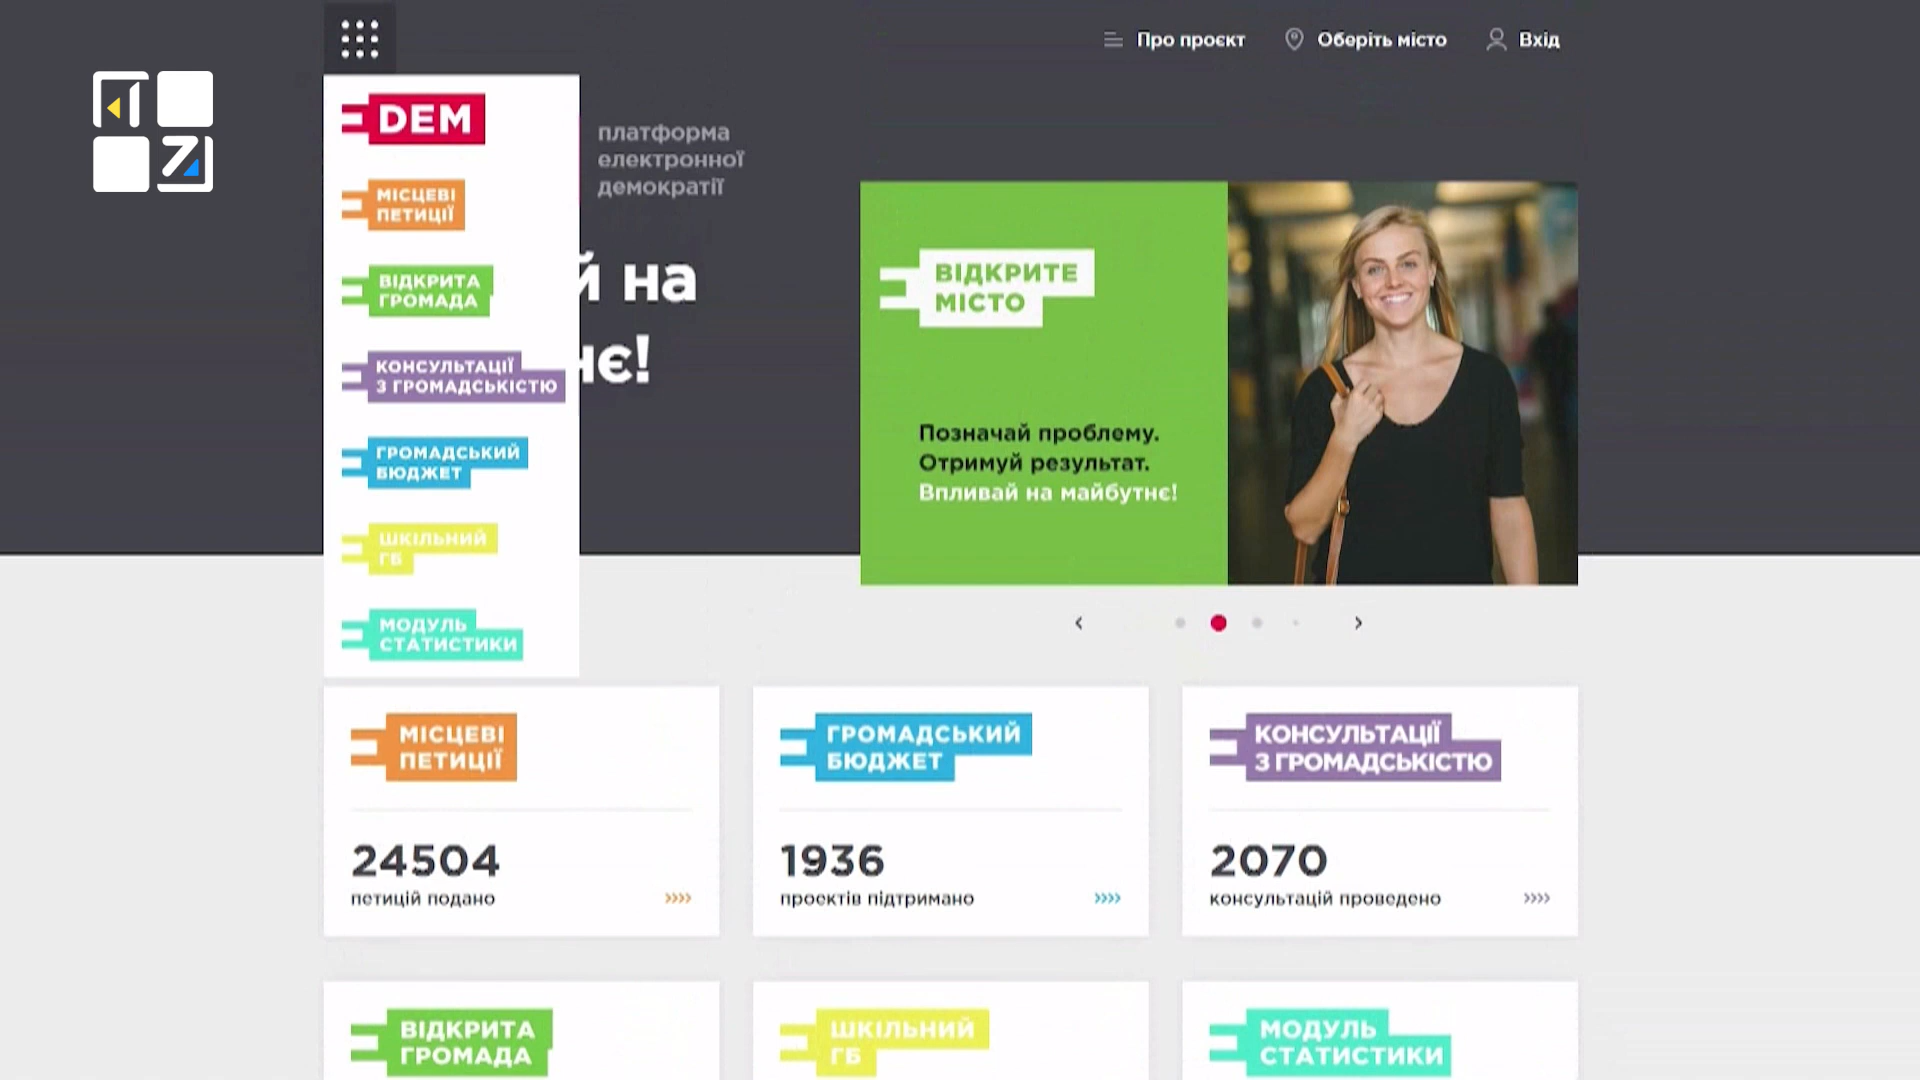 Про проєкт
Оберіть місто
Вхід
DEM
МІСЦЕВІ
ПЕТИЦІЇ
ВІДКРИТА
ГРОМАДА
КОНСУЛЬТАЦІЇ
З ГРОМАДСЬКІСТЮ
ГРОМАДСЬКИЙ
БЮДЖЕТ
ШКІЛЬНИЙ
ГБ
МОДУЛЬ
СТАТИСТИКИ
платформа
електронної
демократії
й на
нє!
ВІДКРИТЕ
МІСТО
Позначай проблему.
Отримуй результат.
Впливай на майбутнє!
МІСЦЕВІ
ПЕТИЦІЇ
24504
петицій подано
ГРОМАДСЬКИЙ
БЮДЖЕТ
1936
проектів підтримано
КОНСУЛЬТАЦІЇ
З ГРОМАДСЬКІСТЮ
2070
консультацій проведено
ВІДКРИТА
ГРОМАДА
ШКІЛЬНИЙ
ГБ
МОДУЛЬ
СТАТИСТИКИ